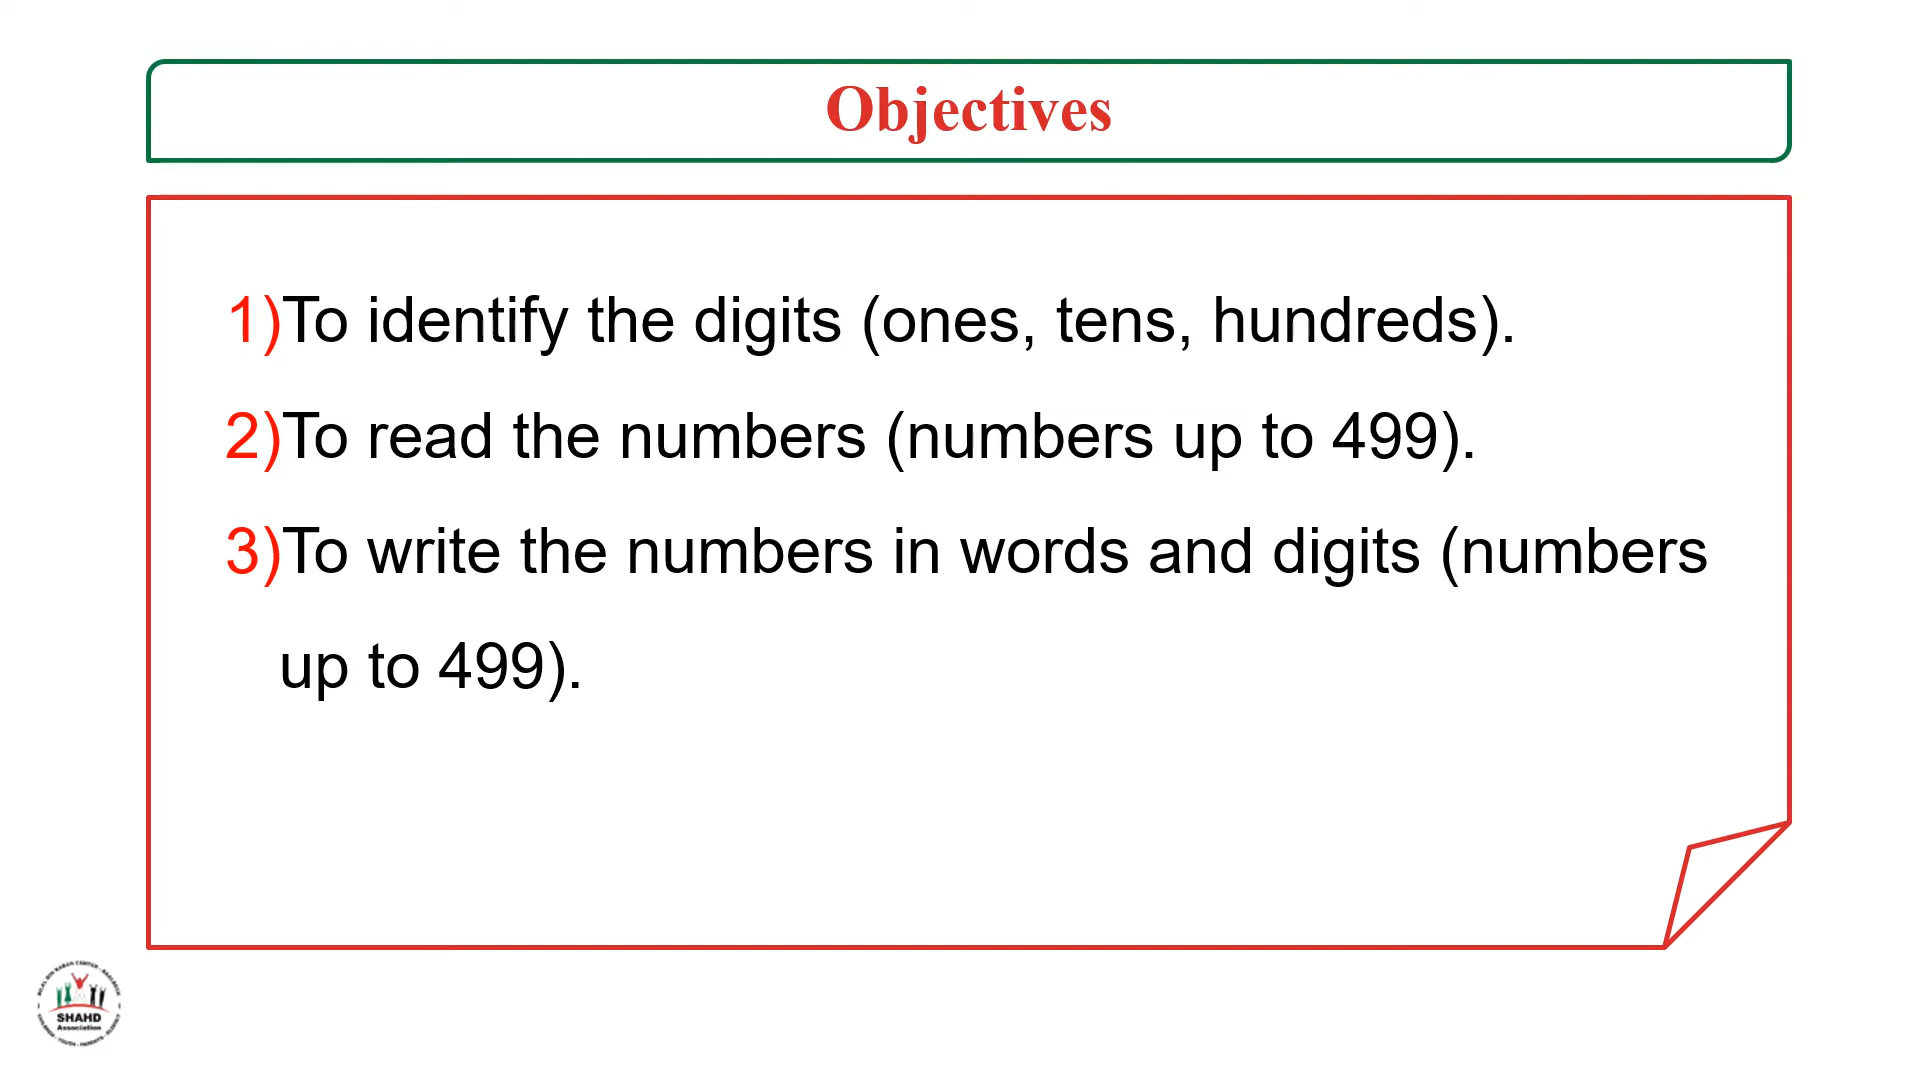 Objectives
1)To identify the digits (ones, tens, hundreds).
2)To read the numbers (numbers up to 499).
3)To write the numbers in words and digits (numbers
up to 499).
SHAHD
Association